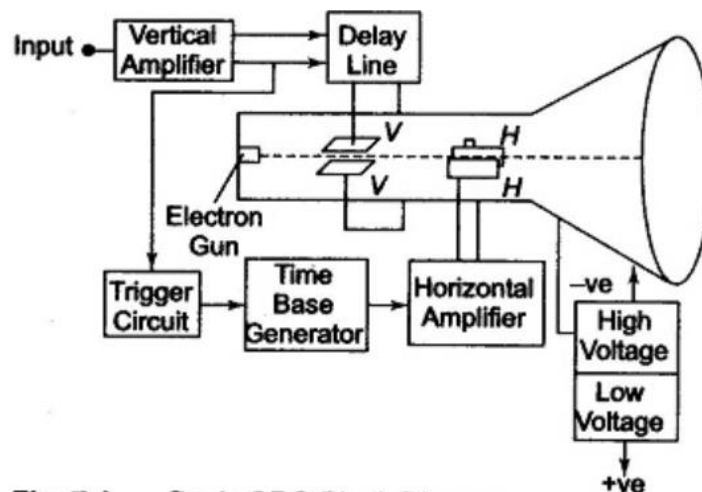 Input
Vertical
Amplifier
Delay
Line
V
V
H
H
Electron
Gun
Trigger
Circuit
Time
Base
Generator
Horizontal
Amplifier
–ve
High
Voltage
Low
Voltage
+ve